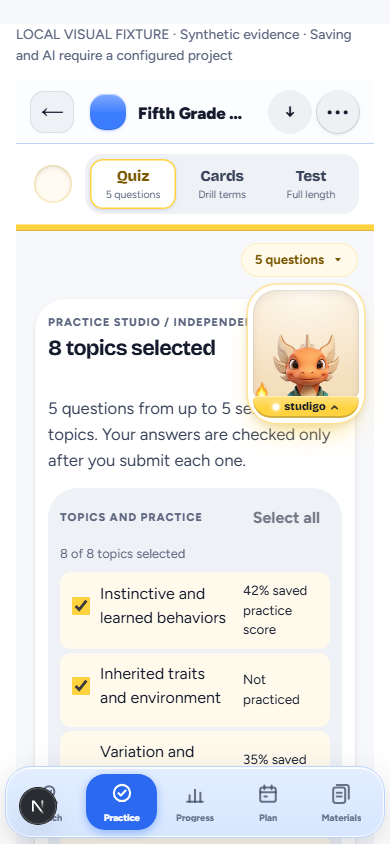 LOCAL VISUAL FIXTURE · Synthetic evidence · Saving
and AI require a configured project
Fifth Grade ...
Quiz
5 questions
Cards
Drill terms
Test
Full length
5 questions
PRACTICE STUDIO /
8 topics selected
studigo
5 questions from up to 5
topics. Your answers are checked only
after you submit each one.
TOPICS AND PRACTICE
Select all
8 of 8 topics selected
Instinctive and
learned behaviors
42% saved
practice
score
Inherited traits
and environment
Not
practiced
Variation and
35% saved
N
Practice
Progress
Plan
Materials